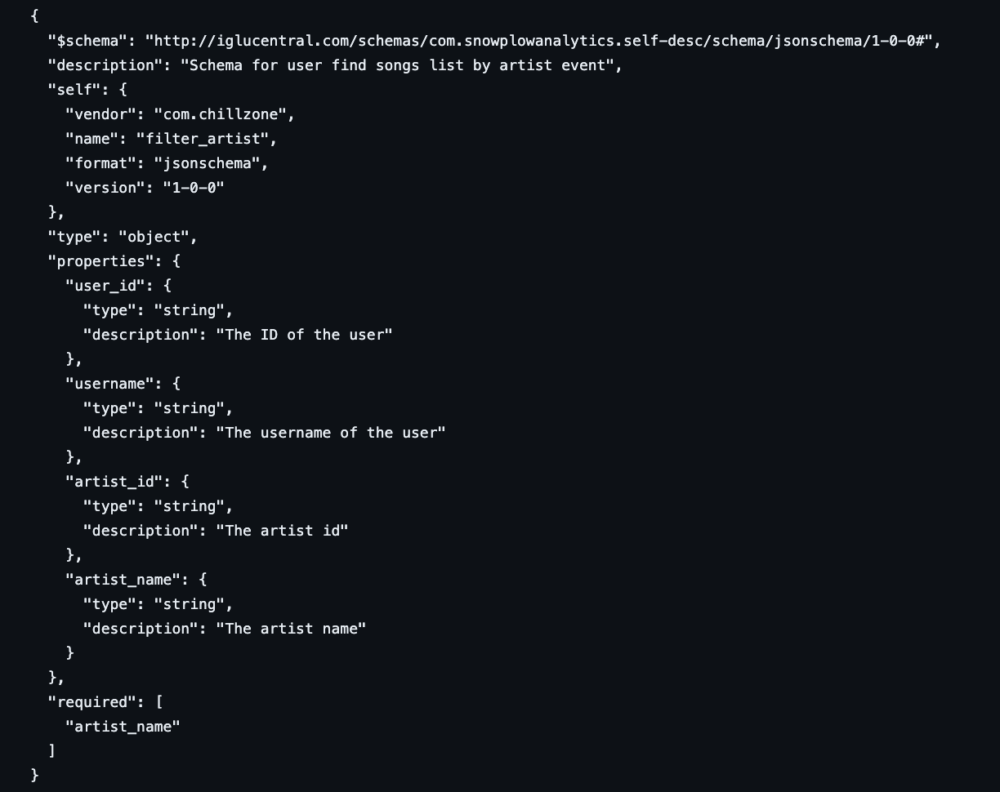 {
  "$schema": "http://iglucentral.com/schemas/com.snowplowanalytics.self-desc/schema/jsonschema/1-0-0#",
  "description": "Schema for user find songs list by artist event",
  "self": {
    "vendor": "com.chillzone",
    "name": "filter_artist",
    "format": "jsonschema",
    "version": "1-0-0"
  },
  "type": "object",
  "properties": {
    "user_id": {
      "type": "string",
      "description": "The ID of the user"
    },
    "username": {
      "type": "string",
      "description": "The username of the user"
    },
    "artist_id": {
      "type": "string",
      "description": "The artist id"
    },
    "artist_name": {
      "type": "string",
      "description": "The artist name"
    }
  },
  "required": [
    "artist_name"
  ]
}